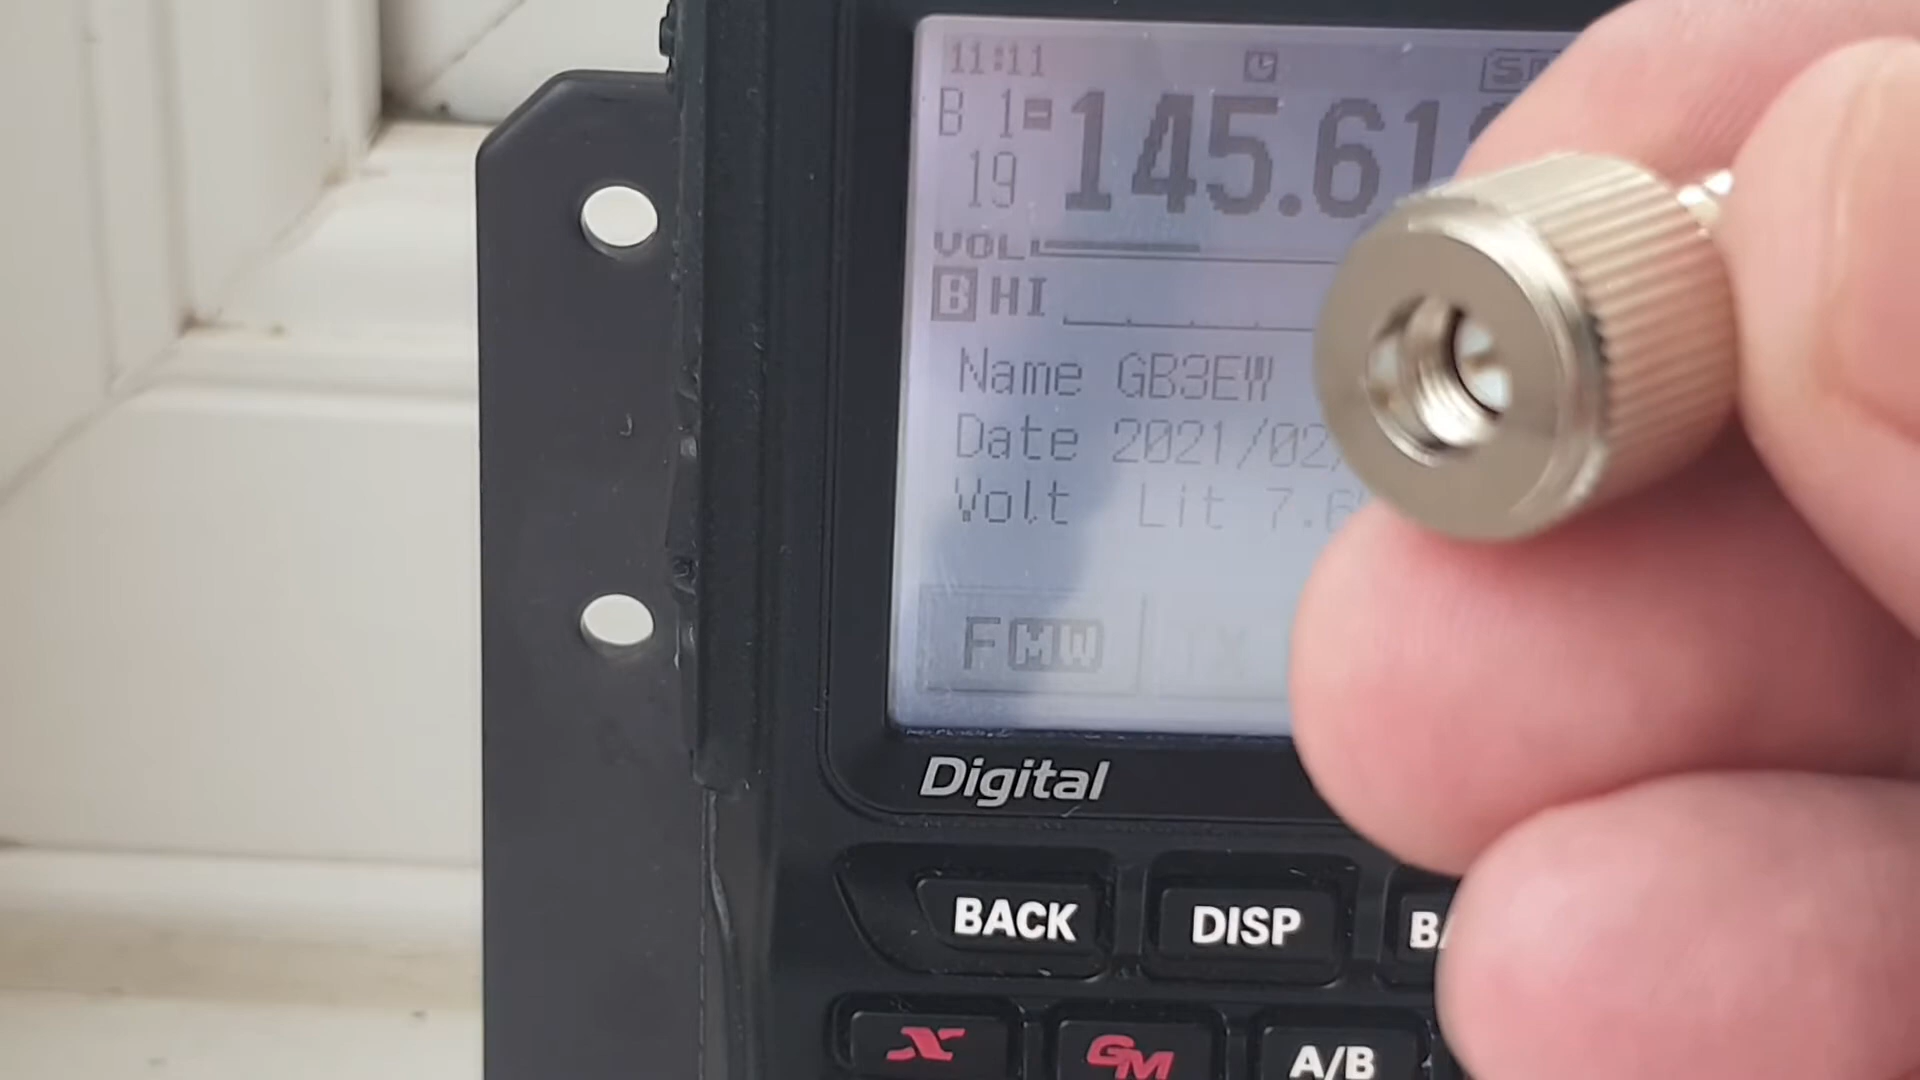 11:11
B 1 145.61
19
VOL
B HI
Name GB3EW
Date 2021/02/
Volt Lit 7.6
F MW TX
Digital
BACK DISP BA
X GM A/B